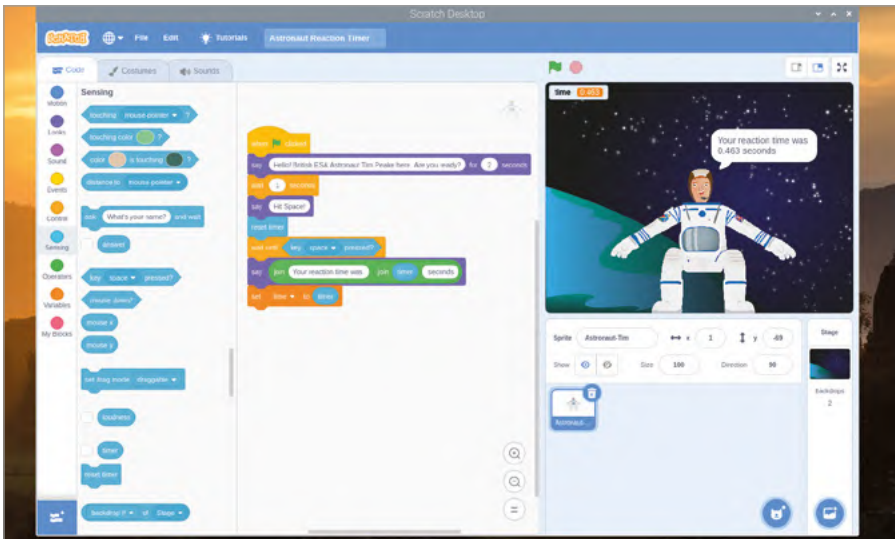 Scratch Desktop
SCRATCH File Edit Tutorials Astronaut Reaction Timer
Code Costumes Sounds
Motion
Looks
Sound
Events
Control
Sensing
Operators
Variables
My Blocks
Sensing
touching mouse-pointer ?
touching color ?
color is touching ?
distance to mouse-pointer
ask What's your name? and wait
answer
key space pressed?
mouse down?
mouse x
mouse y
set drag mode draggable
loudness
timer
reset timer
of Stage
when clicked
say Hello! British ESA Astronaut Tim Peake here. Are you ready? for 2 seconds
wait 1 seconds
say Hit Space!
reset timer
wait until key space pressed?
say join Your reaction time was join timer seconds
set time to timer
time 0.463
Your reaction time was
0.463 seconds
Sprite Astronaut-Tim x 1 y -69
Show Size 100 Direction 90
Astronaut-...
Stage
Backdrops
2